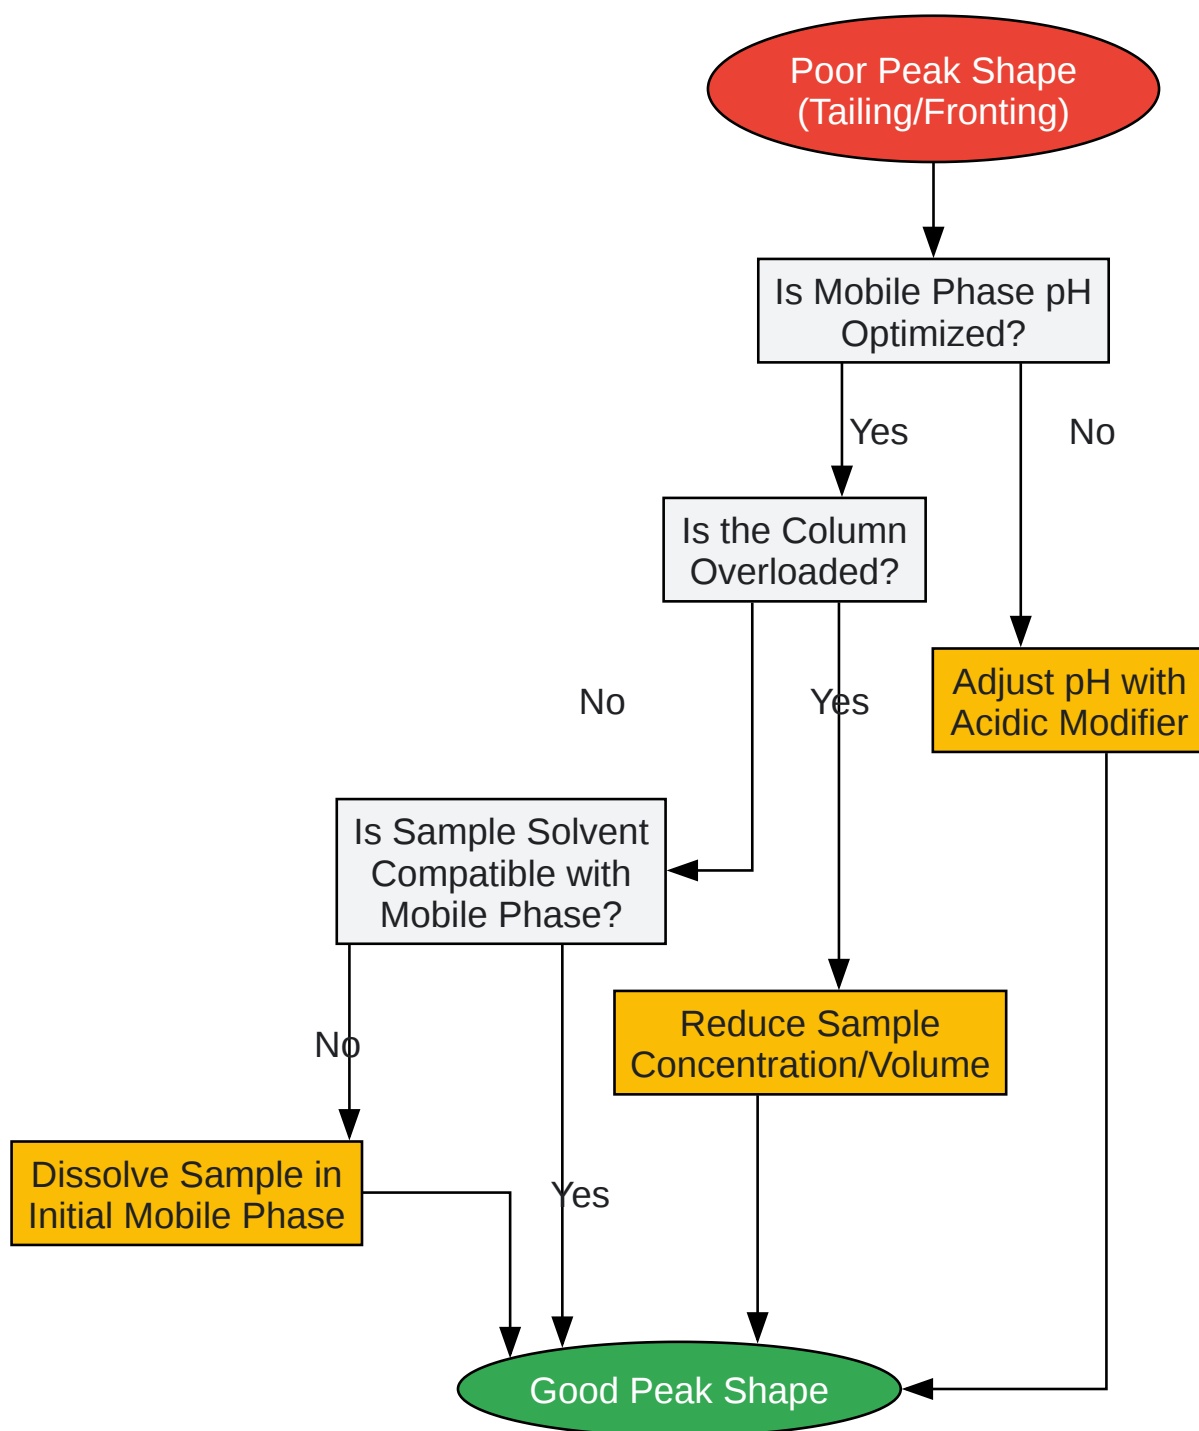 Poor Peak Shape
(Tailing/Fronting)
Is Mobile Phase pH
Optimized?
Yes
No
Is the Column
Overloaded?
Adjust pH with
Acidic Modifier
No
Yes
Is Sample Solvent
Compatible with
Mobile Phase?
Reduce Sample
Concentration/Volume
No
Dissolve Sample in
Initial Mobile Phase
Yes
Good Peak Shape